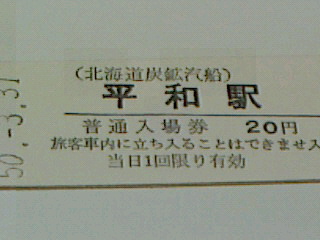 50.-3.31
(北海道炭鉱汽船)
平和駅
普通入場券 20円
旅客車内に立ち入ることはできませ
当日1回限り有効